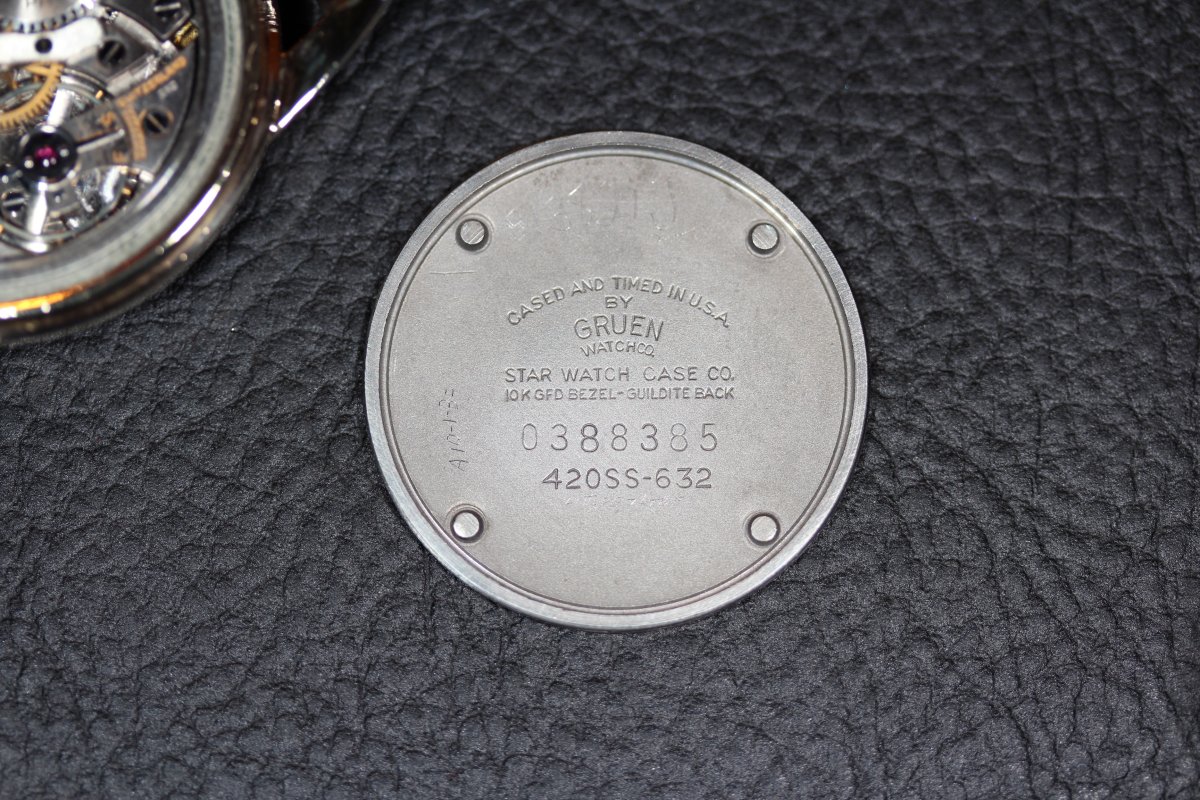 CASED AND TIMED IN U.S.A.
BY
GRUEN
WATCH CO.
STAR WATCH CASE CO.
10K GFD BEZEL-GUILDITE BACK
0388385
420SS-632